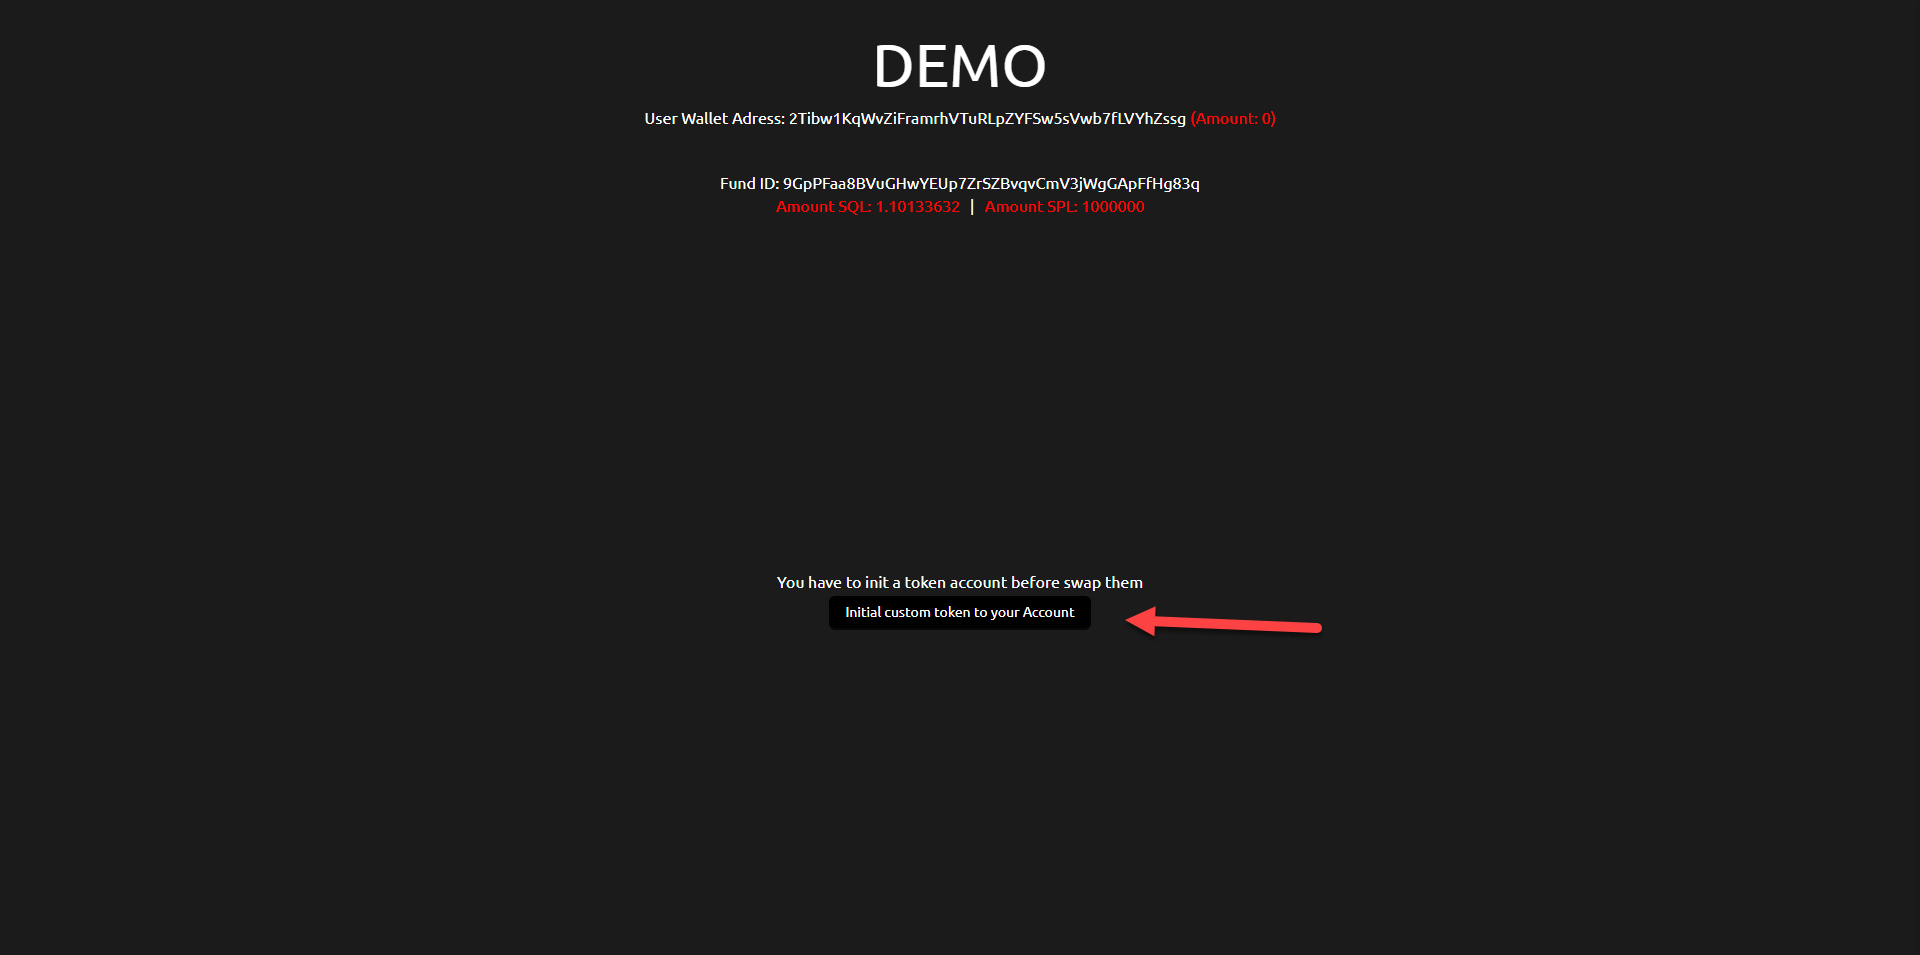 DEMO
User Wallet Adress: 2Tibw1KqWvZiFramrhVTuRLpZYFSw5sVwb7fLVYhZssg (Amount: 0)
Fund ID: 9GpPFaa8BVuGHwYEUp7ZrSZBvqvCmV3jWgGApFfHg83q
Amount SQL: 1.10133632 | Amount SPL: 1000000
You have to init a token account before swap them
Initial custom token to your Account